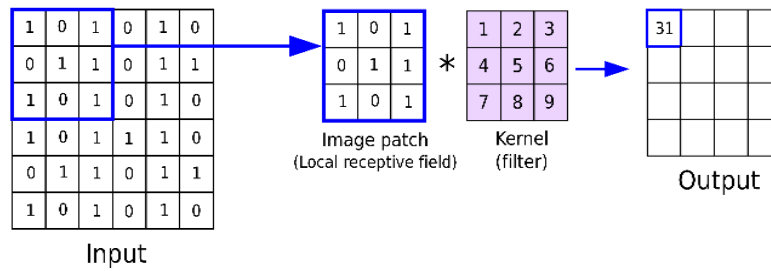 1 0 1 0 1 0
0 1 1 0 1 1
1 0 1 0 1 0
1 0 1 1 1 0
0 1 1 0 1 1
1 0 1 0 1 0
Input
1 0 1
0 1 1
1 0 1
Image patch
(Local receptive field)
*
1 2 3
4 5 6
7 8 9
Kernel
(filter)
31
Output